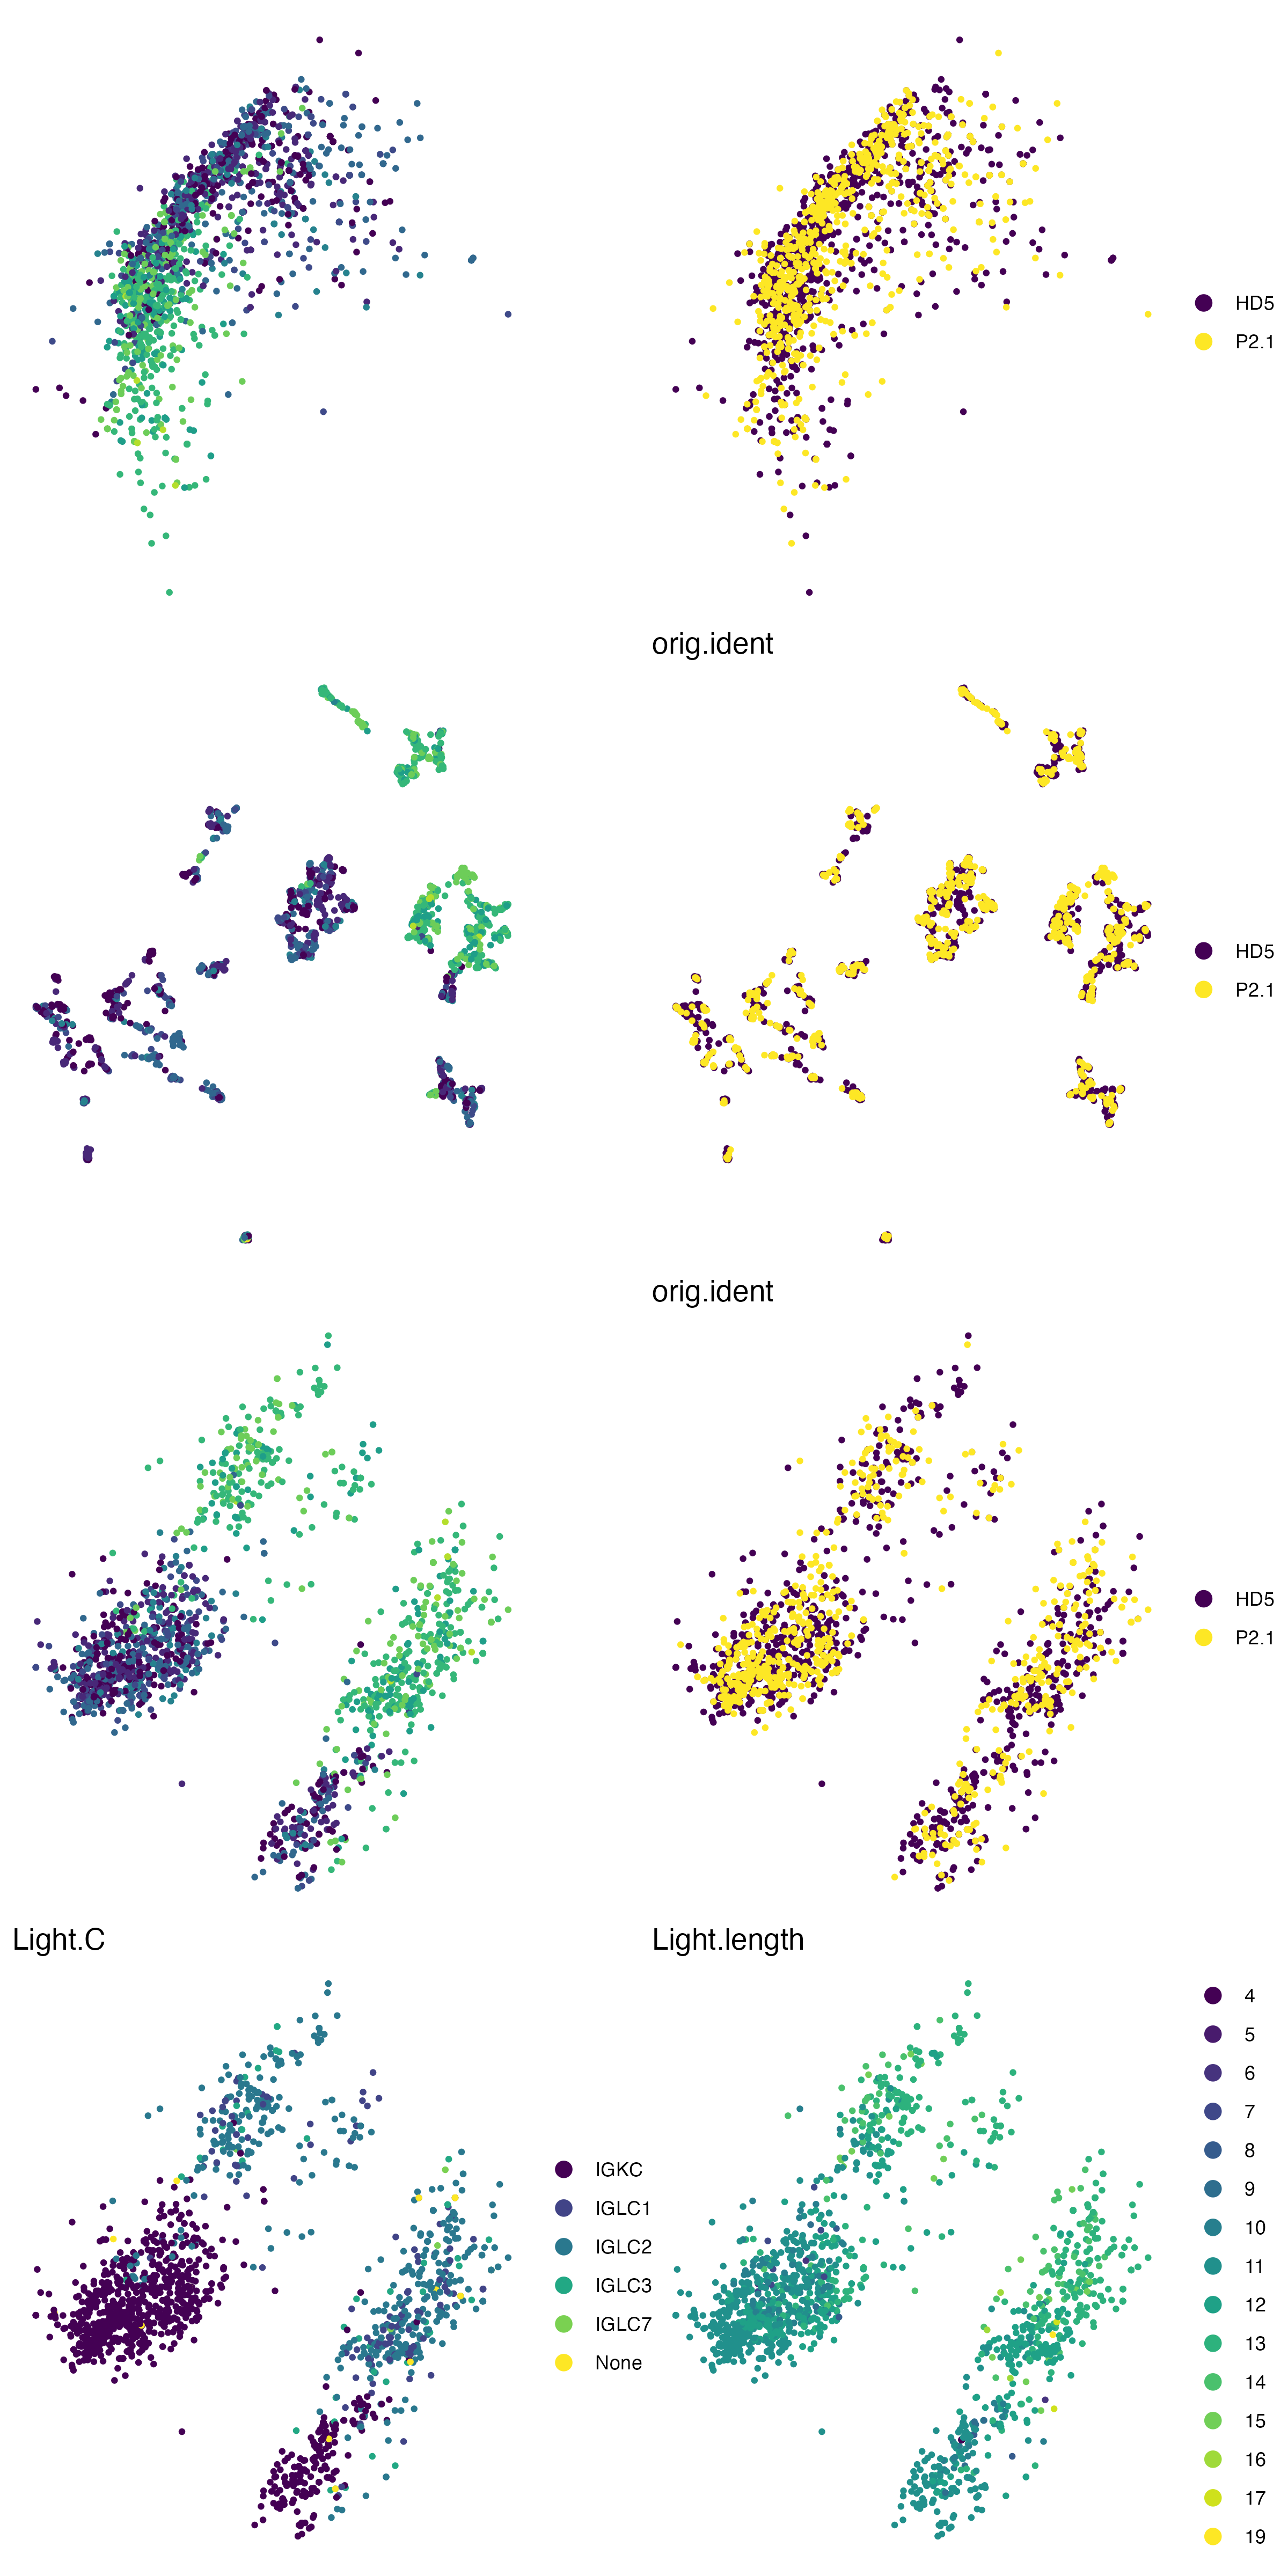 HD5
P2.1
orig.ident
HD5
P2.1
orig.ident
HD5
P2.1
Light.C
Light.length
IGKC
IGLC1
IGLC2
IGLC3
IGLC7
None
4
5
6
7
8
9
10
11
12
13
14
15
16
17
19